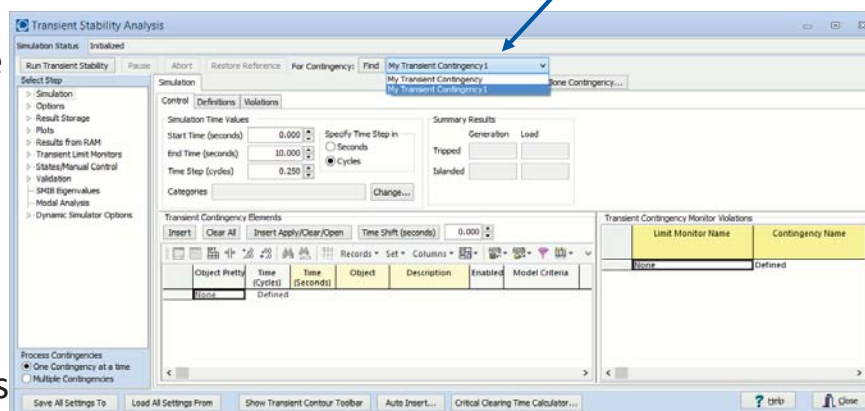 Transient Stability Analysis
Simulation Status Initialized
Run Transient Stability Pause Abort Restore Reference For Contingency: Find My Transient Contingency1
My Transient Contingency
My Transient Contingency1
Contingency...
Select Step
Simulation
Options
Result Storage
Plots
Results from RAM
Transient Limit Monitors
States/Manual Control
Validation
SMIB Eigenvalues
Modal Analysis
Dynamic Simulator Options
Process Contingencies
One Contingency at a time
Multiple Contingencies
Simulation
Control Definitions Violations
Simulation Time Values
Start Time (seconds) 0.000
End Time (seconds) 10.000
Time Step (cycles) 0.250
Specify Time Step in
Seconds
Cycles
Categories Change...
Summary Results
Generation Load
Tripped
Islanded
Transient Contingency Elements
Insert Clear All Insert Apply/Clear/Open Time Shift (seconds) 0.000
Records Set Columns
Object Pretty Time (Cycles) Time (Seconds) Object Description Enabled Model Criteria
None Defined
Transient Contingency Monitor Violations
Limit Monitor Name Contingency Name
None Defined
Save All Settings To Load All Settings From Show Transient Contour Toolbar Auto Insert... Critical Clearing Time Calculator... Help Close
e
s